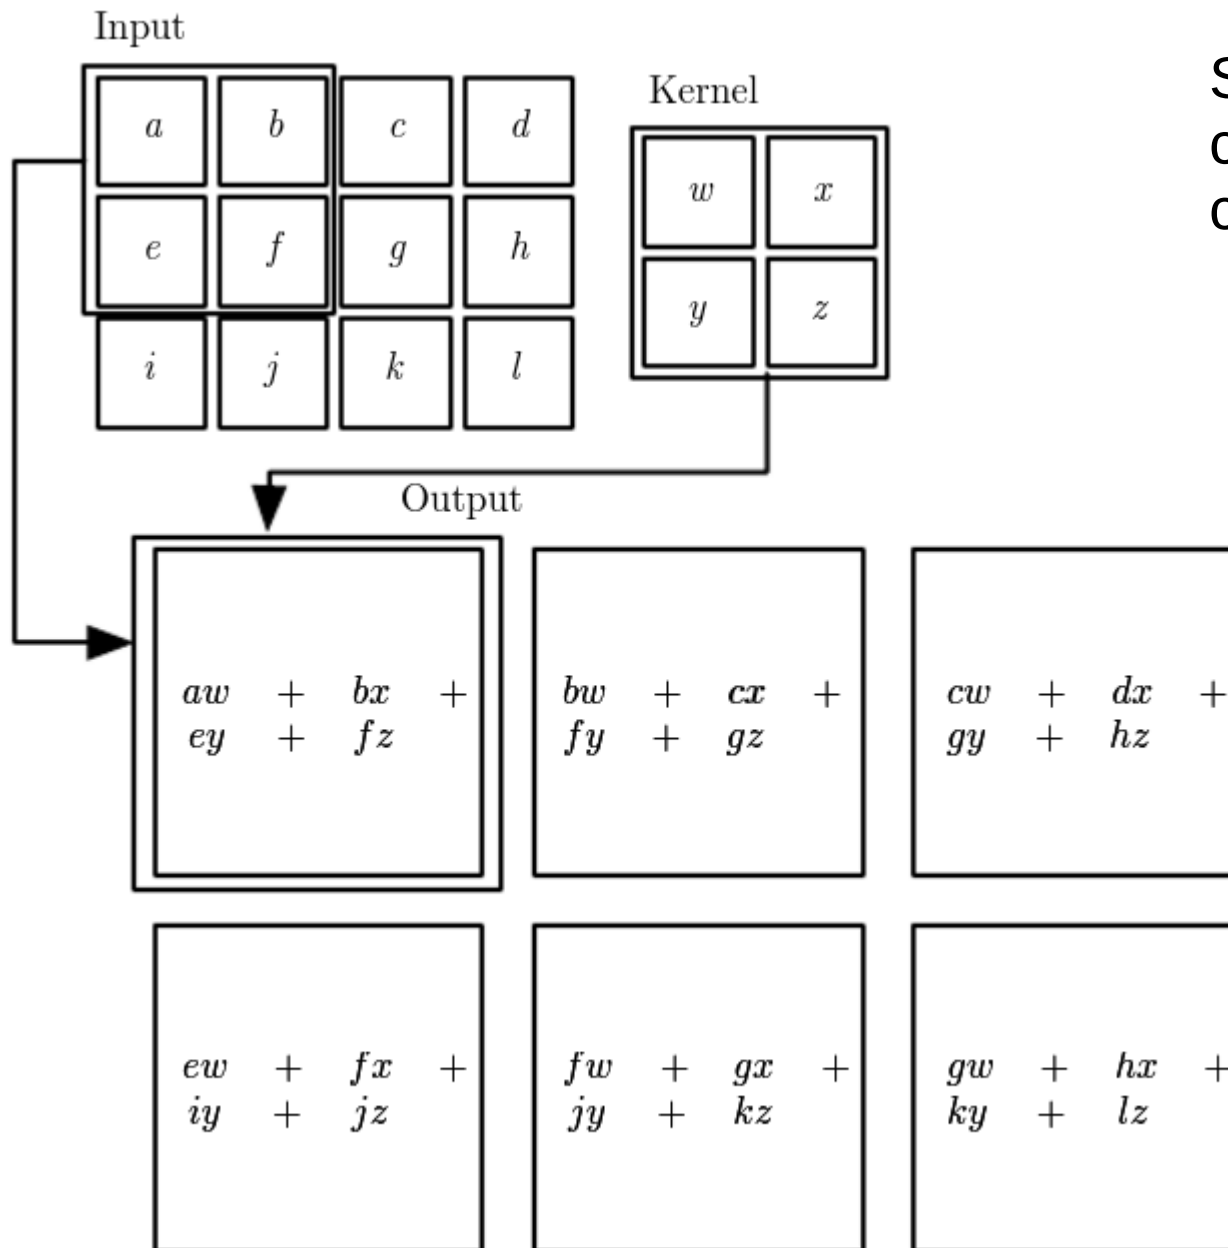 Input
a b c d
e f g h
i j k l
Kernel
w x
y z
Output
aw + bx +
ey + fz
bw + cx +
fy + gz
cw + dx +
gy + hz
ew + fx +
iy + jz
fw + gx +
jy + kz
gw + hx +
ky + lz